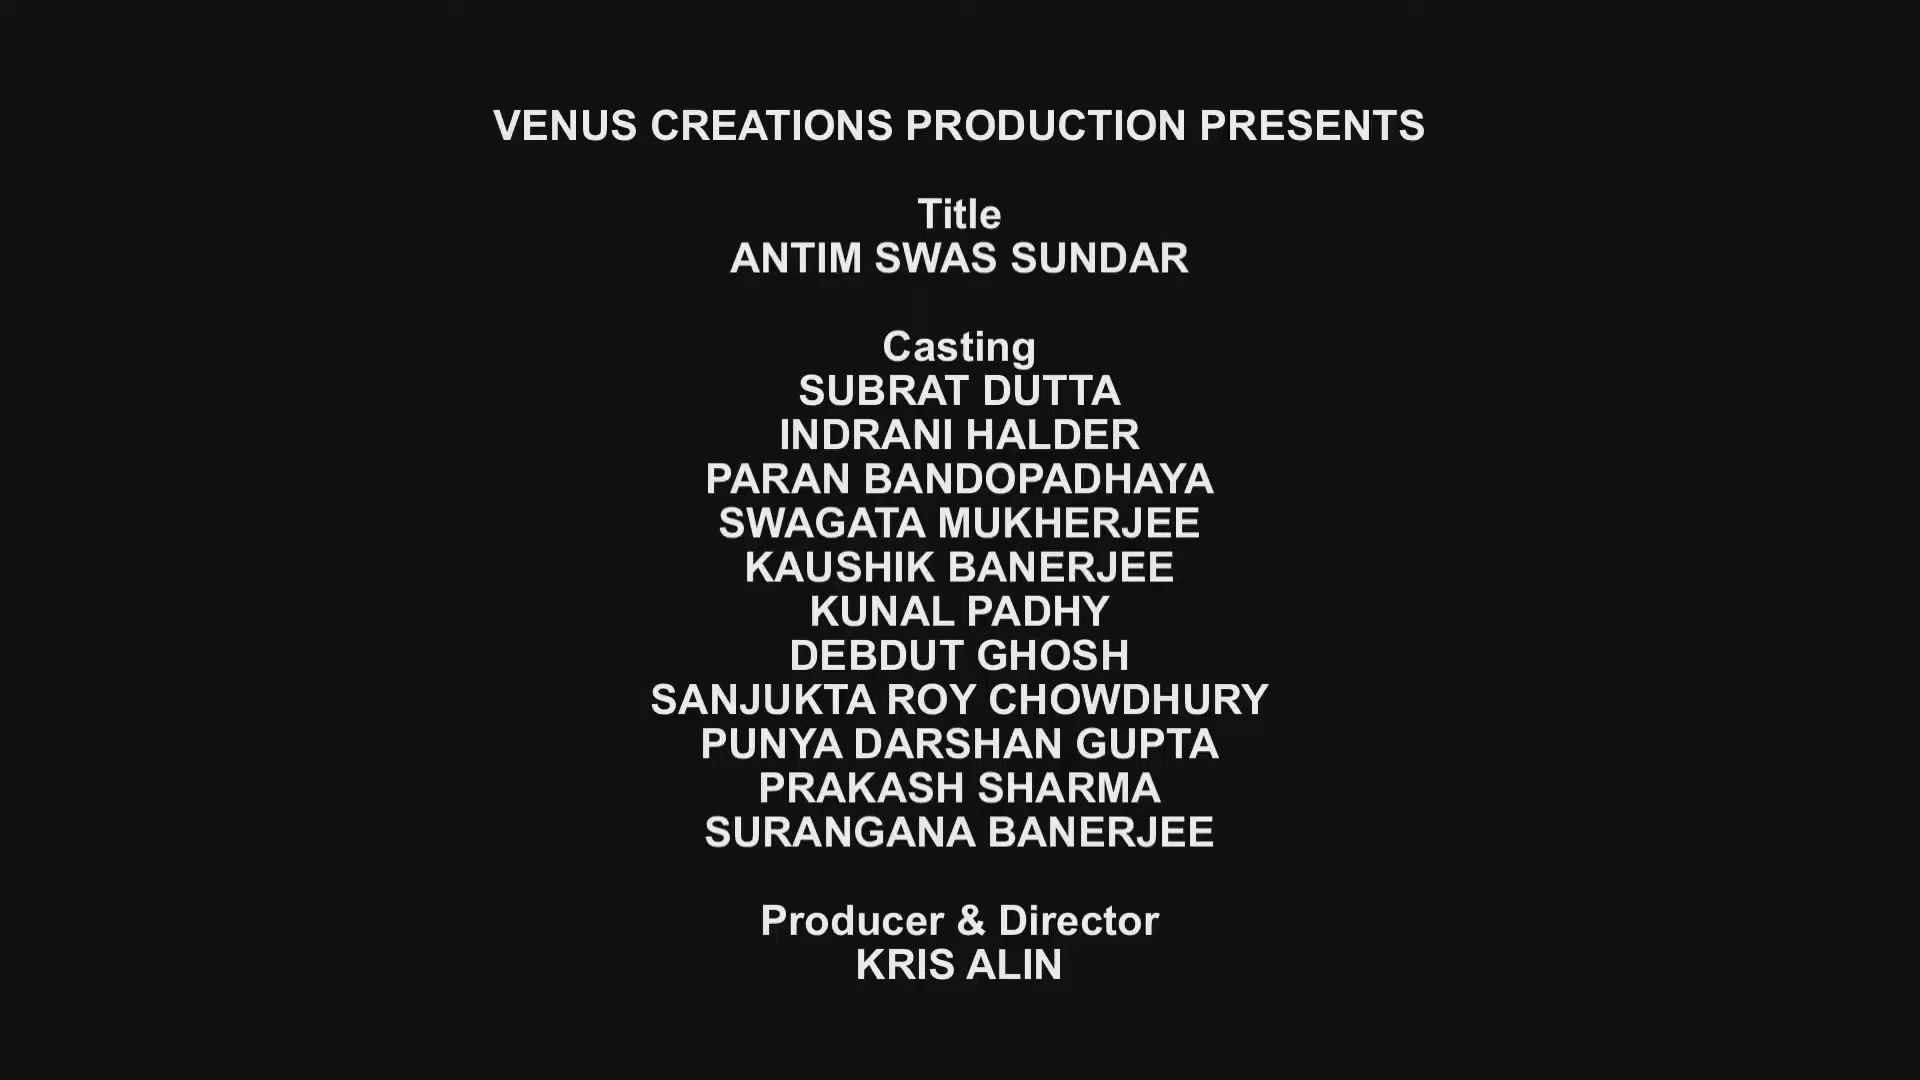 VENUS CREATIONS PRODUCTION PRESENTS
Title
ANTIM SWAS SUNDAR
Casting
SUBRAT DUTTA
INDRANI HALDER
PARAN BANDOPADHAYA
SWAGATA MUKHERJEE
KAUSHIK BANERJEE
KUNAL PADHY
DEBDUT GHOSH
SANJUKTA ROY CHOWDHURY
PUNYA DARSHAN GUPTA
PRAKASH SHARMA
SURANGANA BANERJEE
Producer & Director
KRIS ALIN